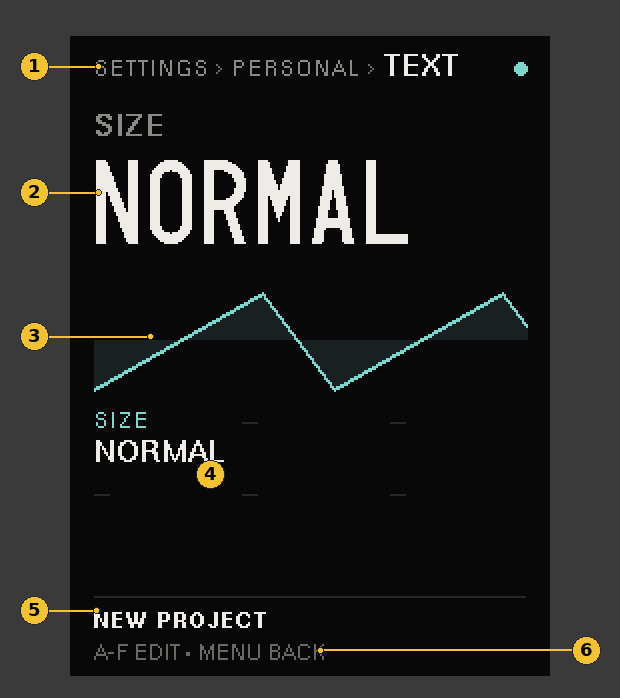 1 SETTINGS › PERSONAL › TEXT
SIZE
2 NORMAL
3
SIZE
NORMAL
4
5 NEW PROJECT
A-F EDIT · MENU BACK 6